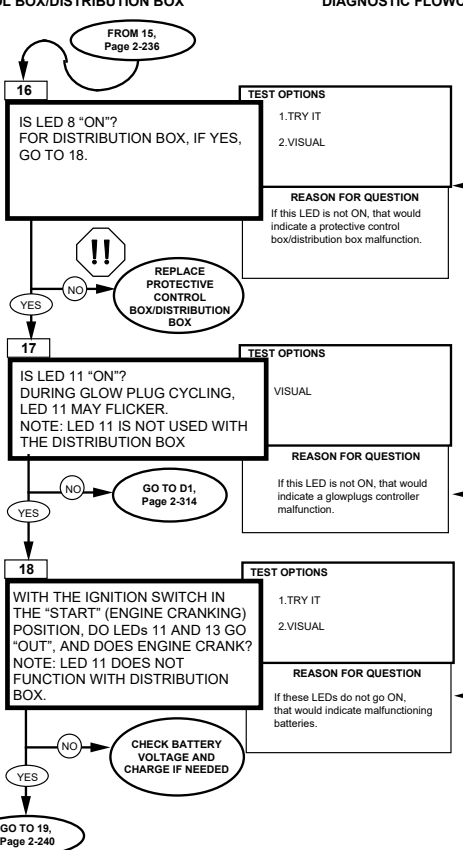 OL BOX/DISTRIBUTION BOX
DIAGNOSTIC FLOWC
FROM 15,
Page 2-236
16
IS LED 8 “ON”?
FOR DISTRIBUTION BOX, IF YES,
GO TO 18.
TEST OPTIONS
1.TRY IT
2.VISUAL
REASON FOR QUESTION
If this LED is not ON, that would
indicate a protective control
box/distribution box malfunction.
!!
NO
REPLACE
PROTECTIVE
CONTROL
BOX/DISTRIBUTION
BOX
YES
17
IS LED 11 “ON”?
DURING GLOW PLUG CYCLING,
LED 11 MAY FLICKER.
NOTE: LED 11 IS NOT USED WITH
THE DISTRIBUTION BOX
TEST OPTIONS
VISUAL
REASON FOR QUESTION
If this LED is not ON, that would
indicate a glowplugs controller
malfunction.
NO
GO TO D1,
Page 2-314
YES
18
WITH THE IGNITION SWITCH IN
THE “START” (ENGINE CRANKING)
POSITION, DO LEDs 11 AND 13 GO
“OUT”, AND DOES ENGINE CRANK?
NOTE: LED 11 DOES NOT
FUNCTION WITH DISTRIBUTION
BOX.
TEST OPTIONS
1.TRY IT
2.VISUAL
REASON FOR QUESTION
If these LEDs do not go ON,
that would indicate malfunctioning
batteries.
NO
CHECK BATTERY
VOLTAGE AND
CHARGE IF NEEDED
YES
GO TO 19,
Page 2-240